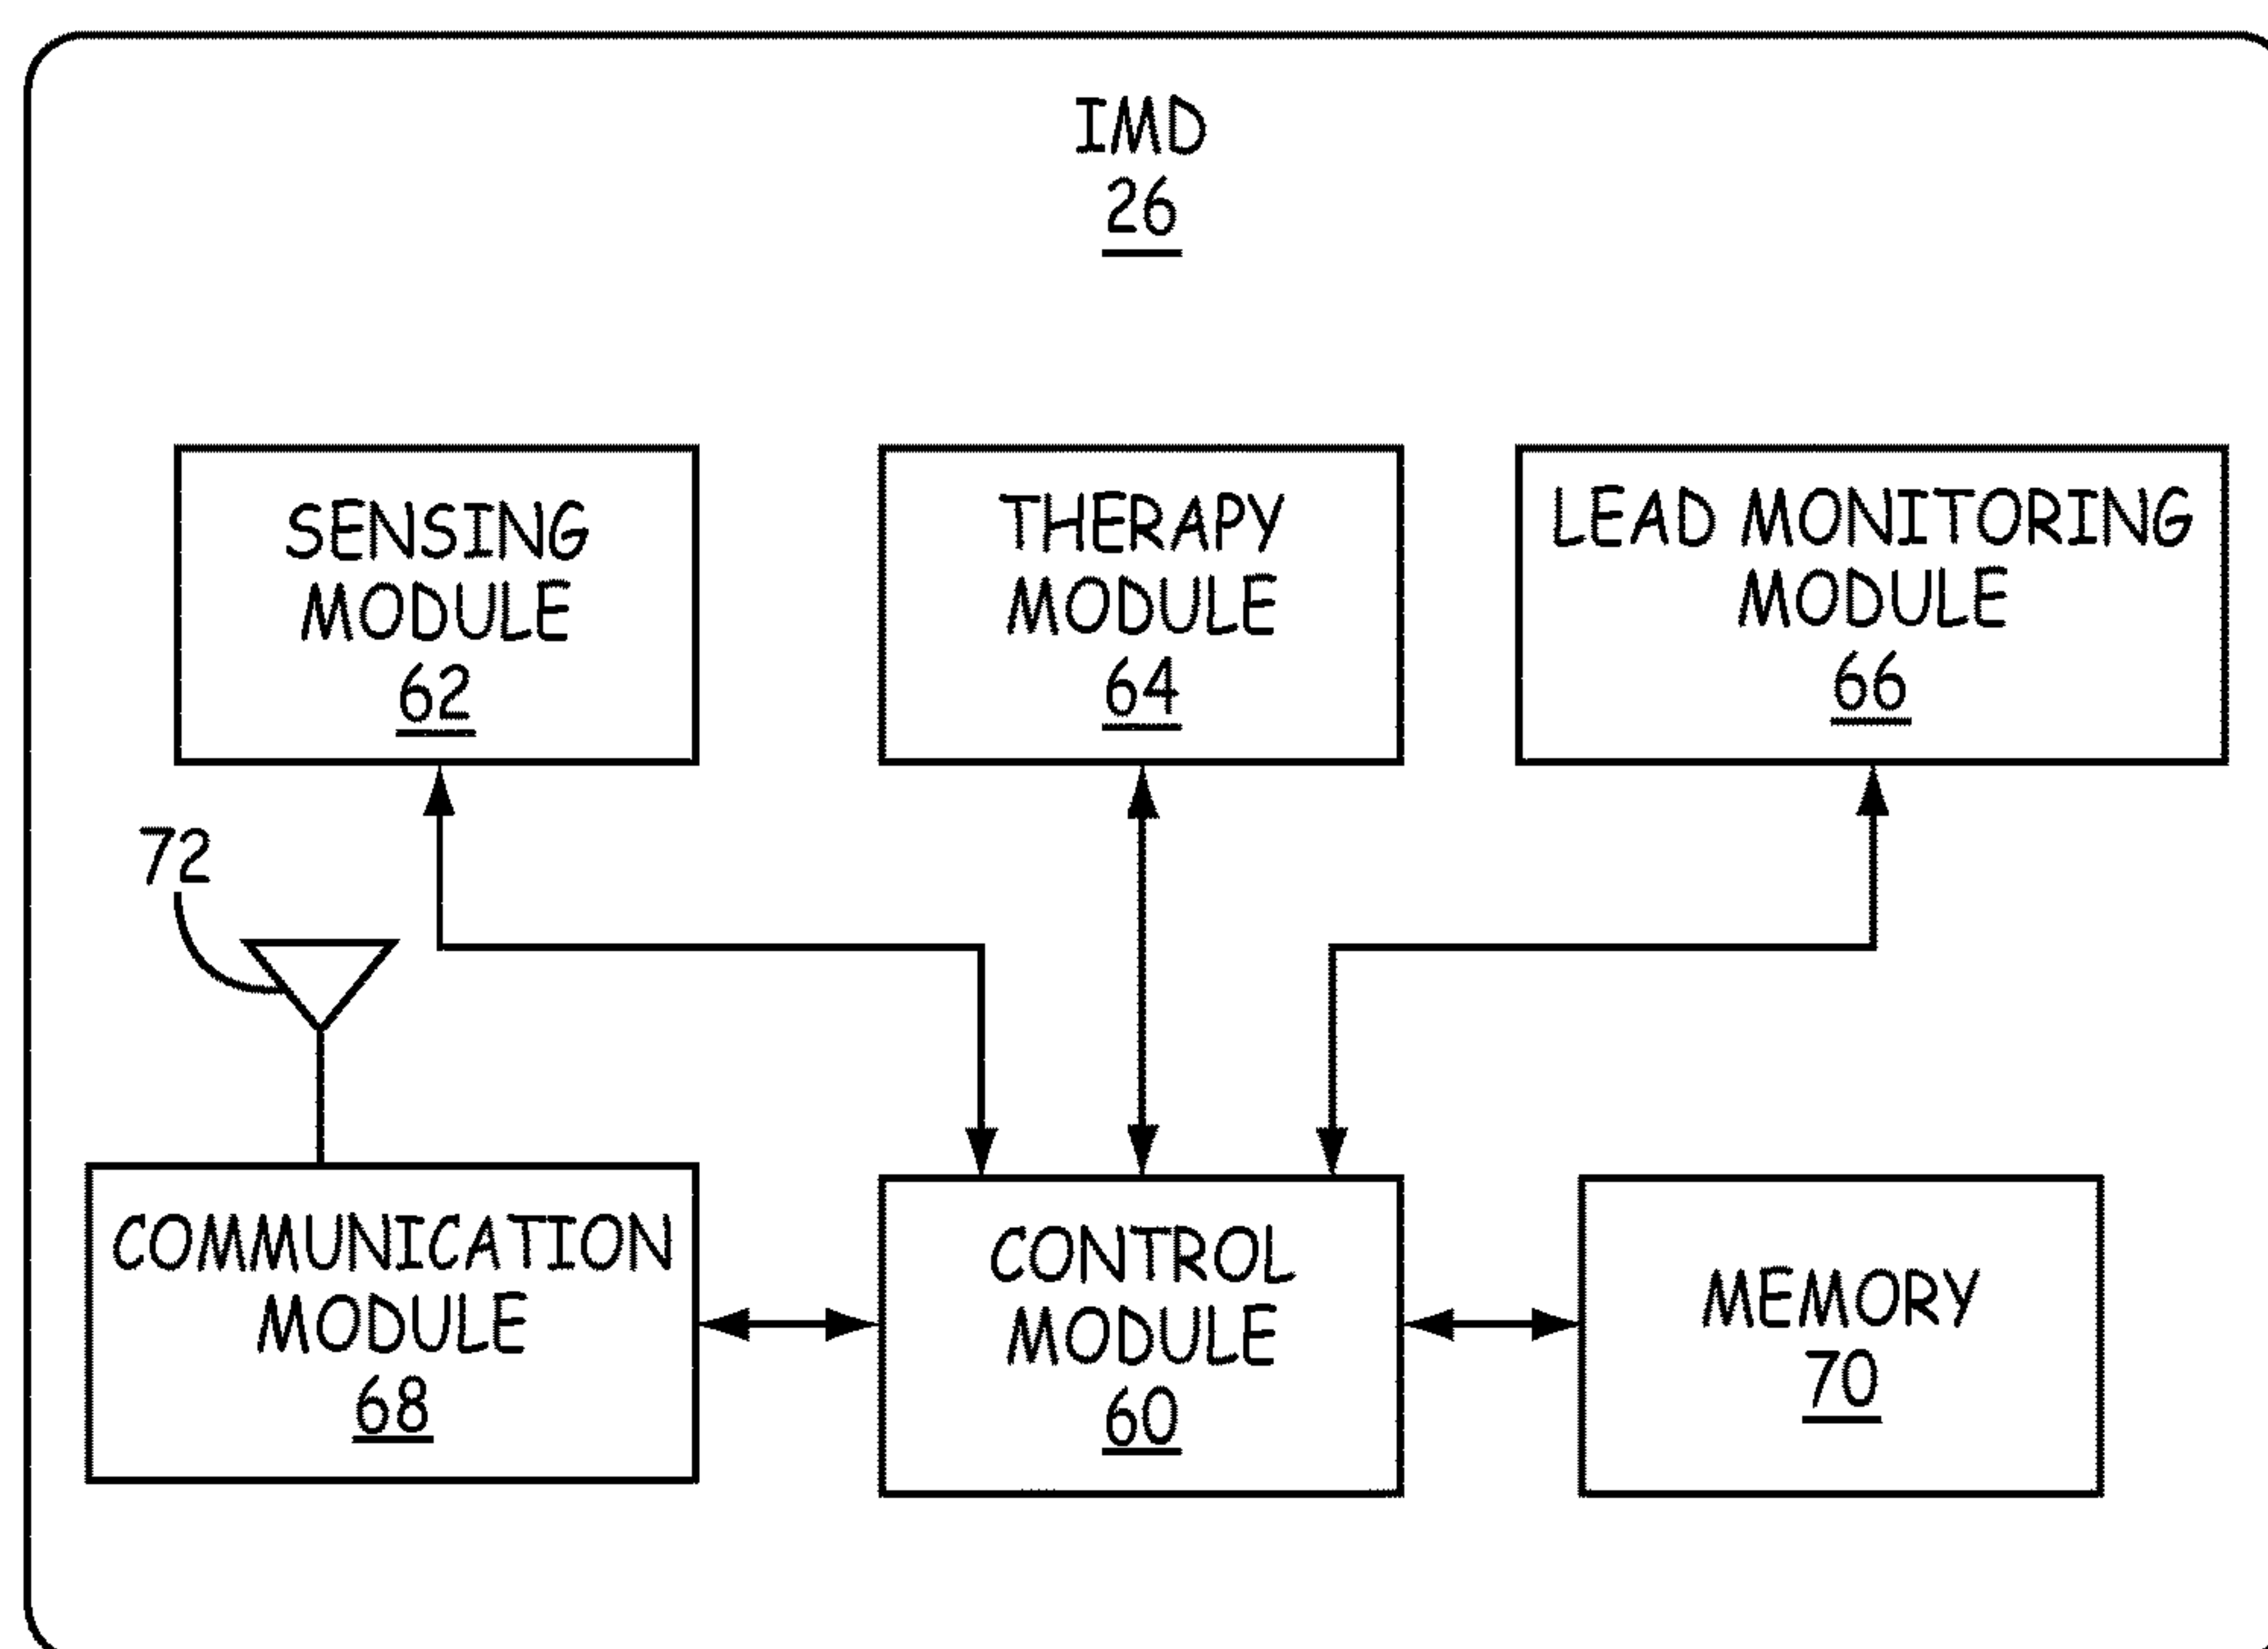 IMD
26
SENSING
MODULE
62
THERAPY
MODULE
64
LEAD MONITORING
MODULE
66
72
COMMUNICATION
MODULE
68
CONTROL
MODULE
60
MEMORY
70